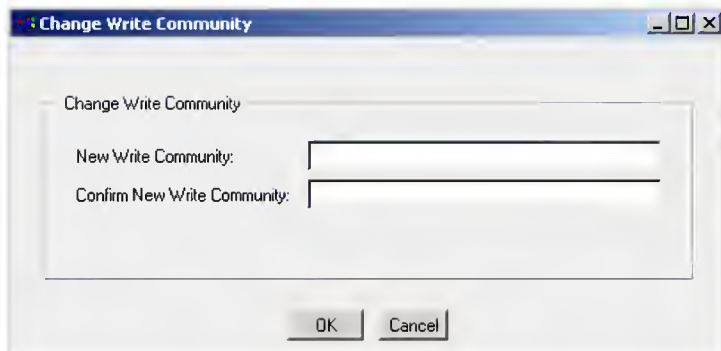 Change Write Community
Change Write Community
New Write Community:
Confirm New Write Community:
OK Cancel